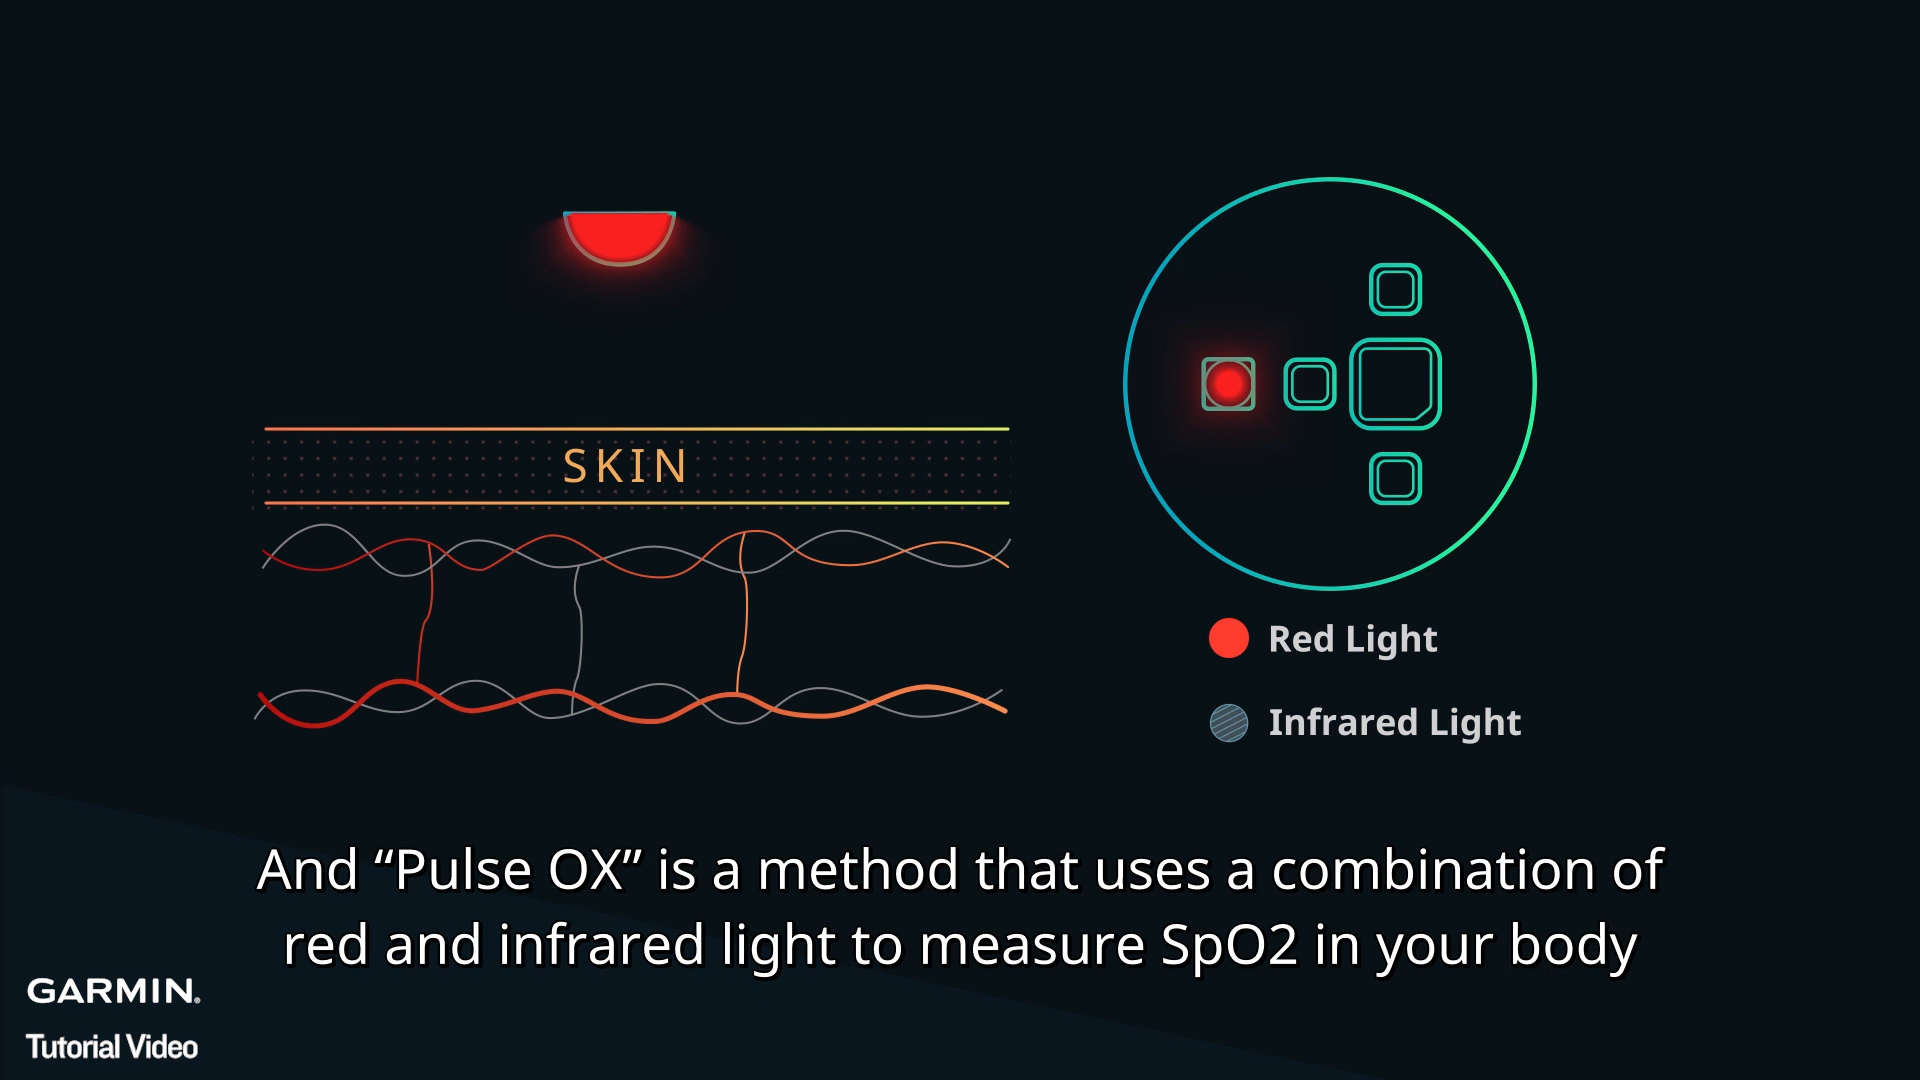 SKIN
Red Light
Infrared Light
And “Pulse OX” is a method that uses a combination of
red and infrared light to measure SpO2 in your body
GARMIN®
Tutorial Video